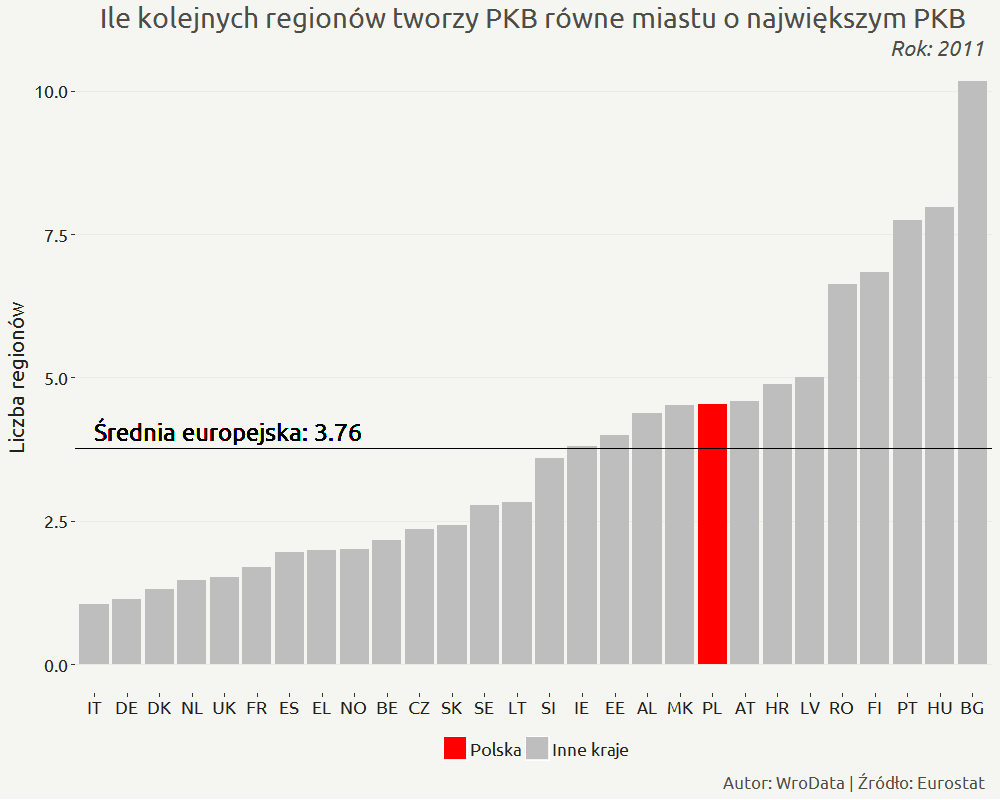 Ile kolejnych regionów tworzy PKB równe miastu o największym PKB
Rok: 2011
Liczba regionów
10.0
7.5
5.0
2.5
0.0
Średnia europejska: 3.76
IT DE DK NL UK FR ES EL NO BE CZ SK SE LT SI IE EE AL MK PL AT HR LV RO FI PT HU BG
Polska Inne kraje
Autor: WroData | Źródło: Eurostat